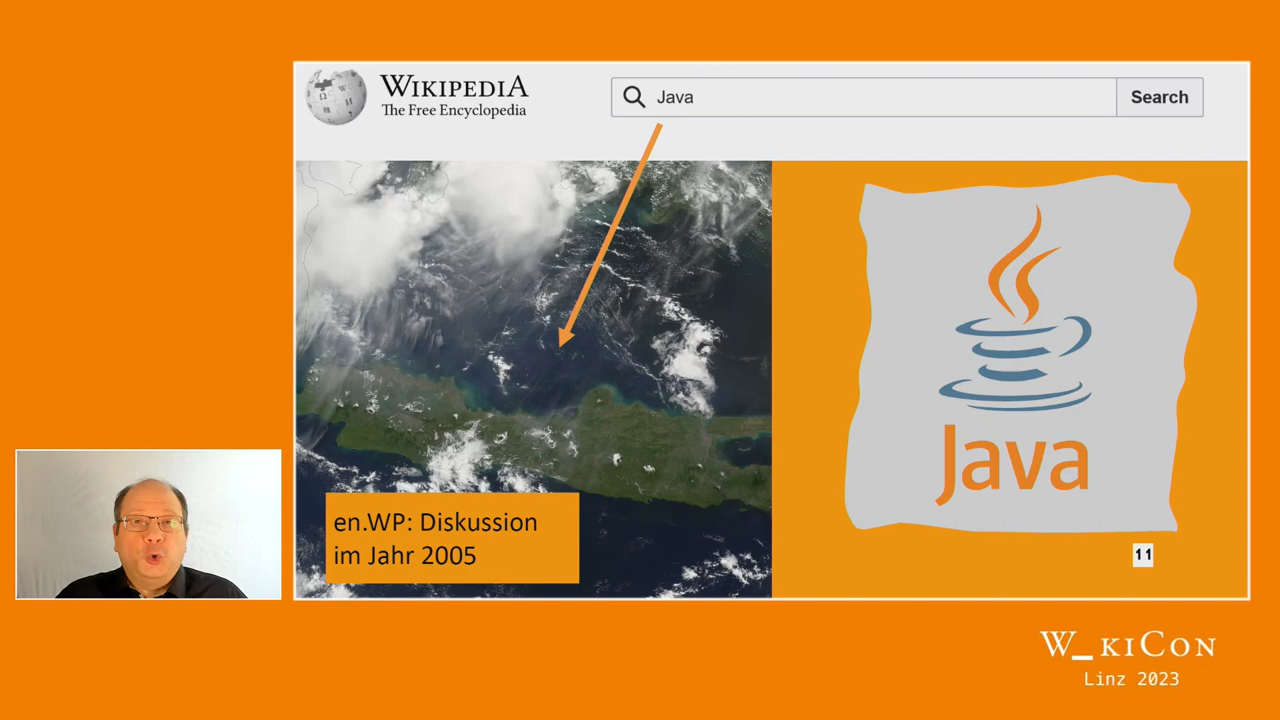 WIKIPEDIA
The Free Encyclopedia
Java
Search
Java
en.WP: Diskussion
im Jahr 2005
11
W_kiCon
Linz 2023